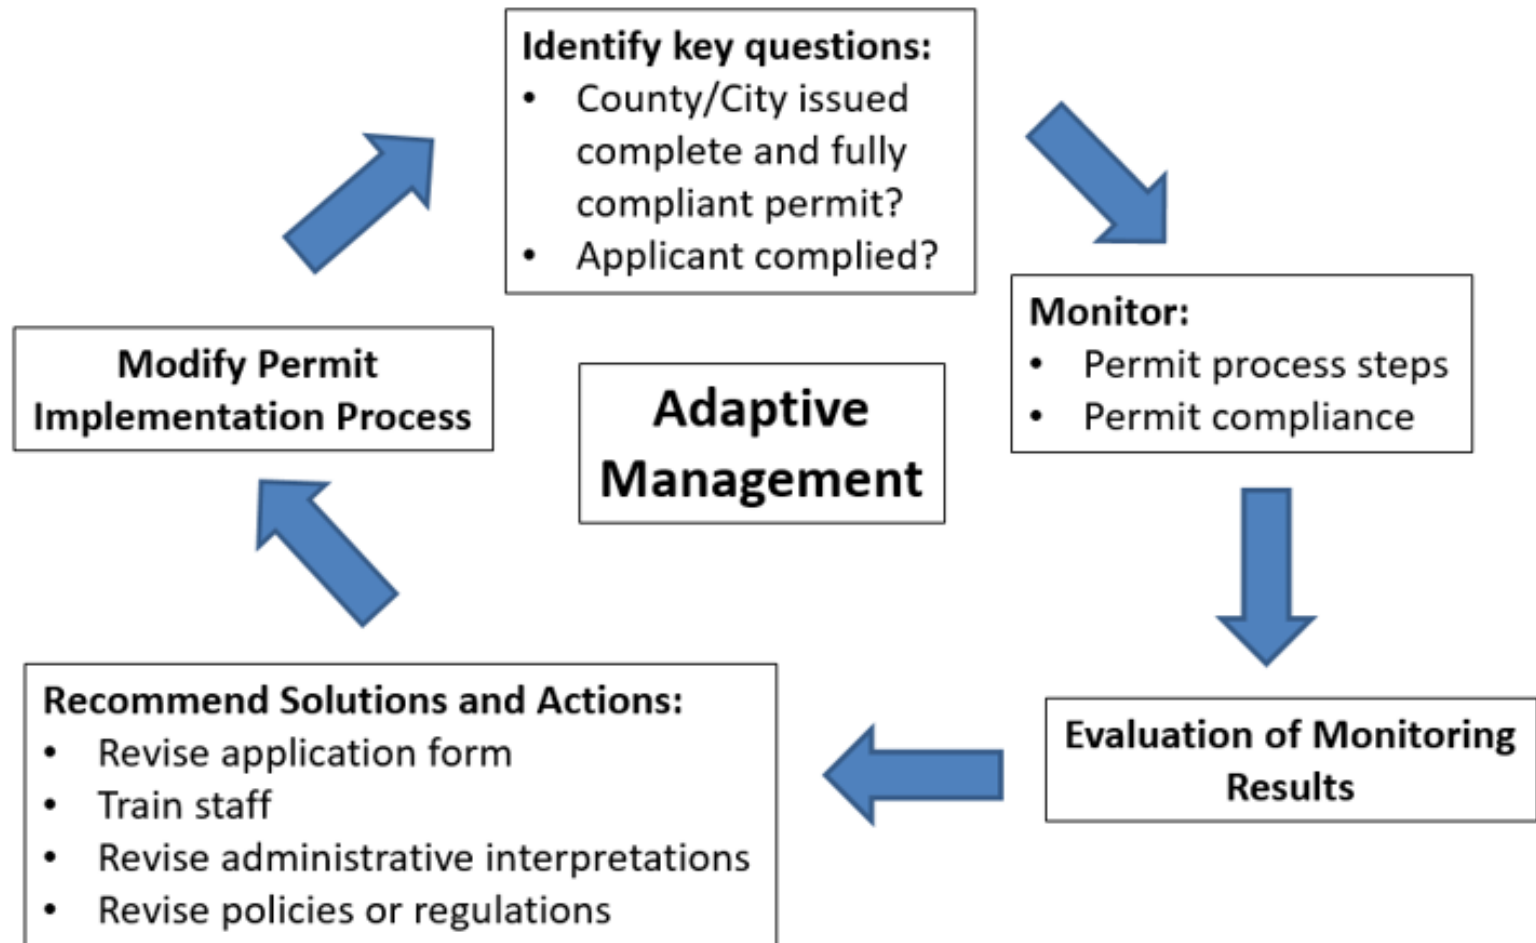 Identify key questions:
• County/City issued
complete and fully
compliant permit?
• Applicant complied?
Monitor:
• Permit process steps
• Permit compliance
Evaluation of Monitoring
Results
Recommend Solutions and Actions:
• Revise application form
• Train staff
• Revise administrative interpretations
• Revise policies or regulations
Modify Permit
Implementation Process
Adaptive
Management